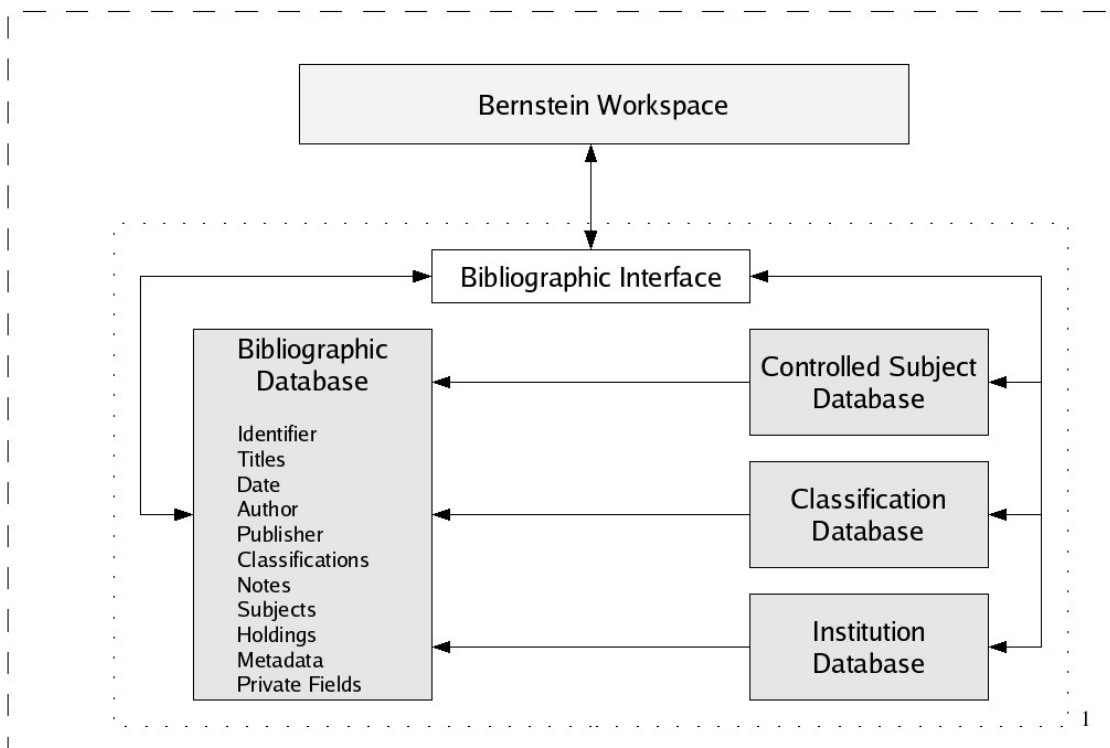 Bernstein Workspace
Bibliographic Interface
Bibliographic
Database
Identifier
Titles
Date
Author
Publisher
Classifications
Notes
Subjects
Holdings
Metadata
Private Fields
Controlled Subject
Database
Classification
Database
Institution
Database
1